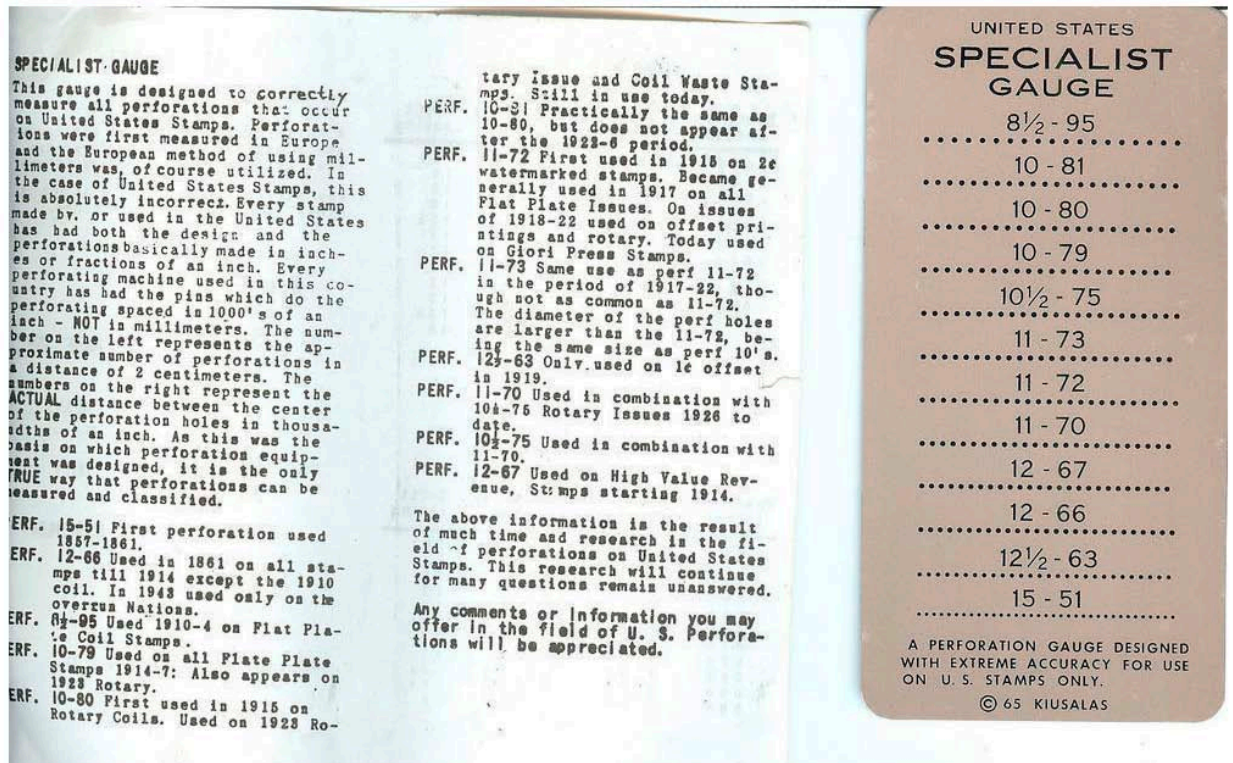 SPECIALIST GAUGE
This gauge is designed to correctly
measure all perforations that occur
on United States Stamps. Perforat-
ions were first measured in Europe
and the European method of using mil-
limeters was, of course utilized. In
the case of United States Stamps, this
is absolutely incorrect. Every stamp
made by, or used in the United States
has had both the design and the
perforations basically made in inch-
es or fractions of an inch. Every
perforating machine used in this co-
untry has had the pins which do the
perforating spaced in 1000's of an
inch - NOT in millimeters. The num-
ber on the left represents the ap-
proximate number of perforations in
a distance of 2 centimeters. The
numbers on the right represent the
ACTUAL distance between the center
of the perforation holes in thousa-
ndths of an inch. As this was the
basis on which perforation equip-
ment was designed, it is the only
TRUE way that perforations can be
measured and classified.
PERF. 15-51 First perforation used
1857-1861.
ERF. 12-66 Used in 1861 on all sta-
mps till 1914 except the 1910
coil. In 1943 used only on the
overrun Nations.
ERF. 8½-95 Used 1910-4 on Flat Pla-
te Coil Stamps.
ERF. 10-79 Used on all Flate Plate
Stamps 1914-7: Also appears on
1923 Rotary.
ERF. 10-80 First used in 1915 on
Rotary Coils. Used on 1923 Ro-
tary Issue and Coil Waste Sta-
mps. Still in use today.
PERF. 10-81 Practically the same as
10-80, but does not appear af-
ter the 1922-6 period.
PERF. 11-72 First used in 1915 on 2¢
watermarked stamps. Became ge-
nerally used in 1917 on all
Flat Plate Issues. On issues
of 1918-22 used on offset pri-
ntings and rotary. Today used
on Giori Press Stamps.
PERF. 11-73 Same use as perf 11-72
in the period of 1917-22, tho-
ugh not as common as 11-72.
The diameter of the perf holes
are larger than the 11-72, be-
ing the same size as perf 10's.
PERF. 12½-63 Only used on 1¢ offset
in 1919.
PERF. 11-70 Used in combination with
10½-75 Rotary Issues 1926 to
date.
PERF. 10½-75 Used in combination with
11-70.
PERF. 12-67 Used on High Value Rev-
enue, Stamps starting 1914.
The above information is the result
of much time and research in the fi-
eld of perforations on United States
Stamps. This research will continue
for many questions remain unanswered.
Any comments or information you may
offer in the field of U. S. Perfora-
tions will be appreciated.
UNITED STATES
SPECIALIST
GAUGE
8½ - 95
10 - 81
10 - 80
10 - 79
10½ - 75
11 - 73
11 - 72
11 - 70
12 - 67
12 - 66
12½ - 63
15 - 51
A PERFORATION GAUGE DESIGNED
WITH EXTREME ACCURACY FOR USE
ON U. S. STAMPS ONLY.
© 65 KIUSALAS